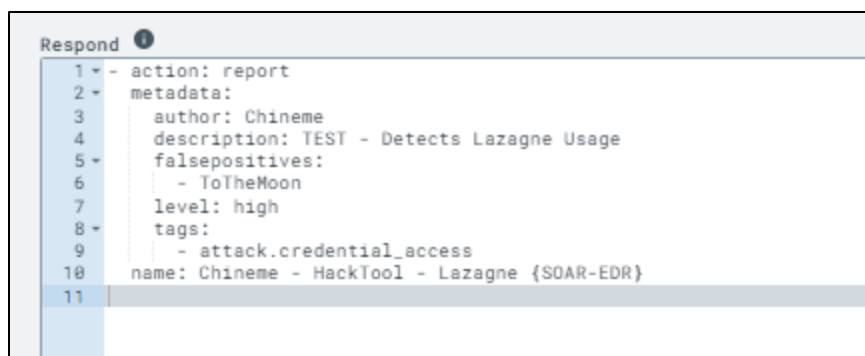 Respond
1 - action: report
2 metadata:
3 author: Chineme
4 description: TEST - Detects Lazagne Usage
5 falsepositives:
6 - ToTheMoon
7 level: high
8 tags:
9 - attack.credential_access
10 name: Chineme - HackTool - Lazagne {SOAR-EDR}
11